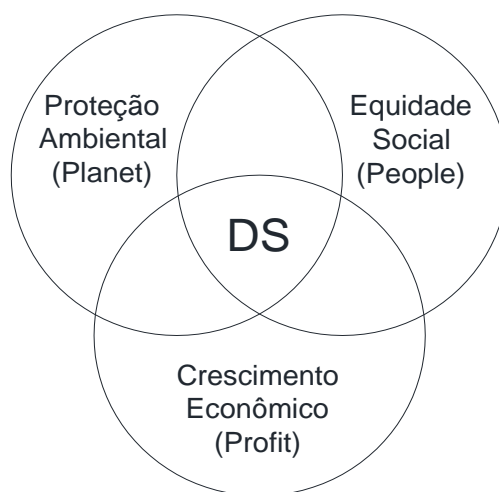 Proteção
Ambiental
(Planet)
Equidade
Social
(People)
DS
Crescimento
Econômico
(Profit)